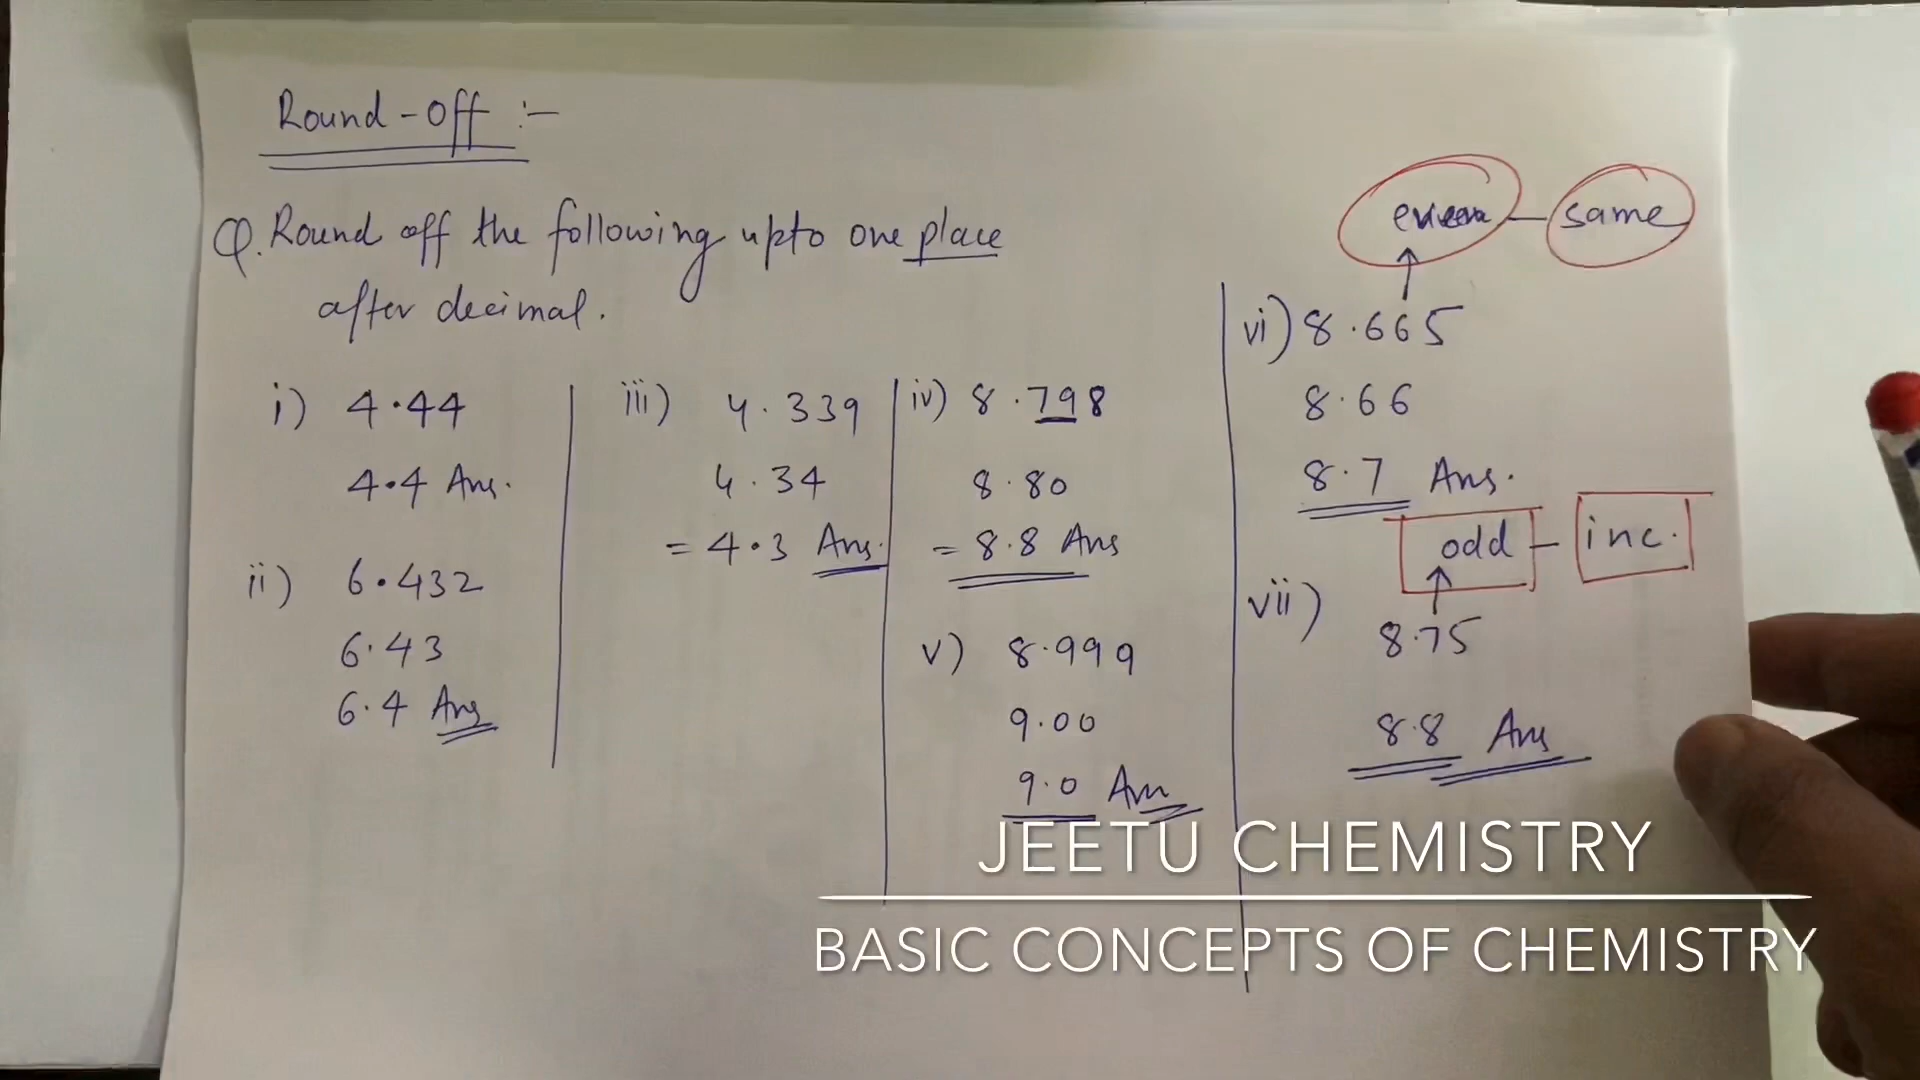 Round-off :-
Q. Round off the following upto one place
after decimal.
i) 4.44
4.4 Ans.
ii) 6.432
6.43
6.4 Ans
iii) 4.339
4.34
= 4.3 Ans.
iv) 8.798
8.80
= 8.8 Ans
v) 8.999
9.00
9.0 Ans
even - same
vi) 8.665
8.66
8.7 Ans.
odd - inc.
vii) 8.75
8.8 Ans
JEETU CHEMISTRY
BASIC CONCEPTS OF CHEMISTRY